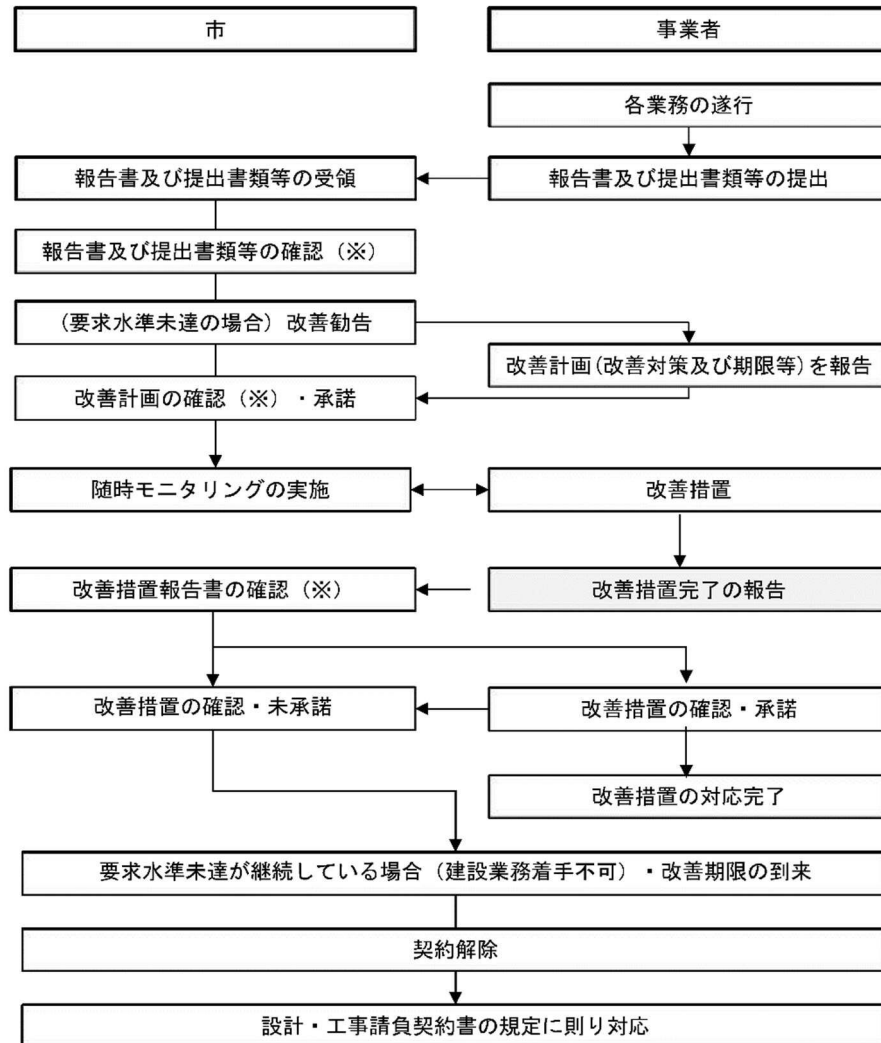 市
事業者
各業務の遂行
報告書及び提出書類等の受領
報告書及び提出書類等の提出
報告書及び提出書類等の確認（※）
（要求水準未達の場合）改善勧告
改善計画（改善対策及び期限等）を報告
改善計画の確認（※）・承諾
随時モニタリングの実施
改善措置
改善措置報告書の確認（※）
改善措置完了の報告
改善措置の確認・未承諾
改善措置の確認・承諾
改善措置の対応完了
要求水準未達が継続している場合（建設業務着手不可）・改善期限の到来
契約解除
設計・工事請負契約書の規定に則り対応